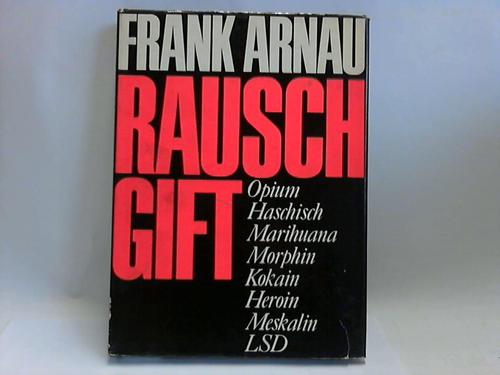 FRANK ARNAU
RAUSCH
GIFT
Opium
Haschisch
Marihuana
Morphin
Kokain
Heroin
Meskalin
LSD